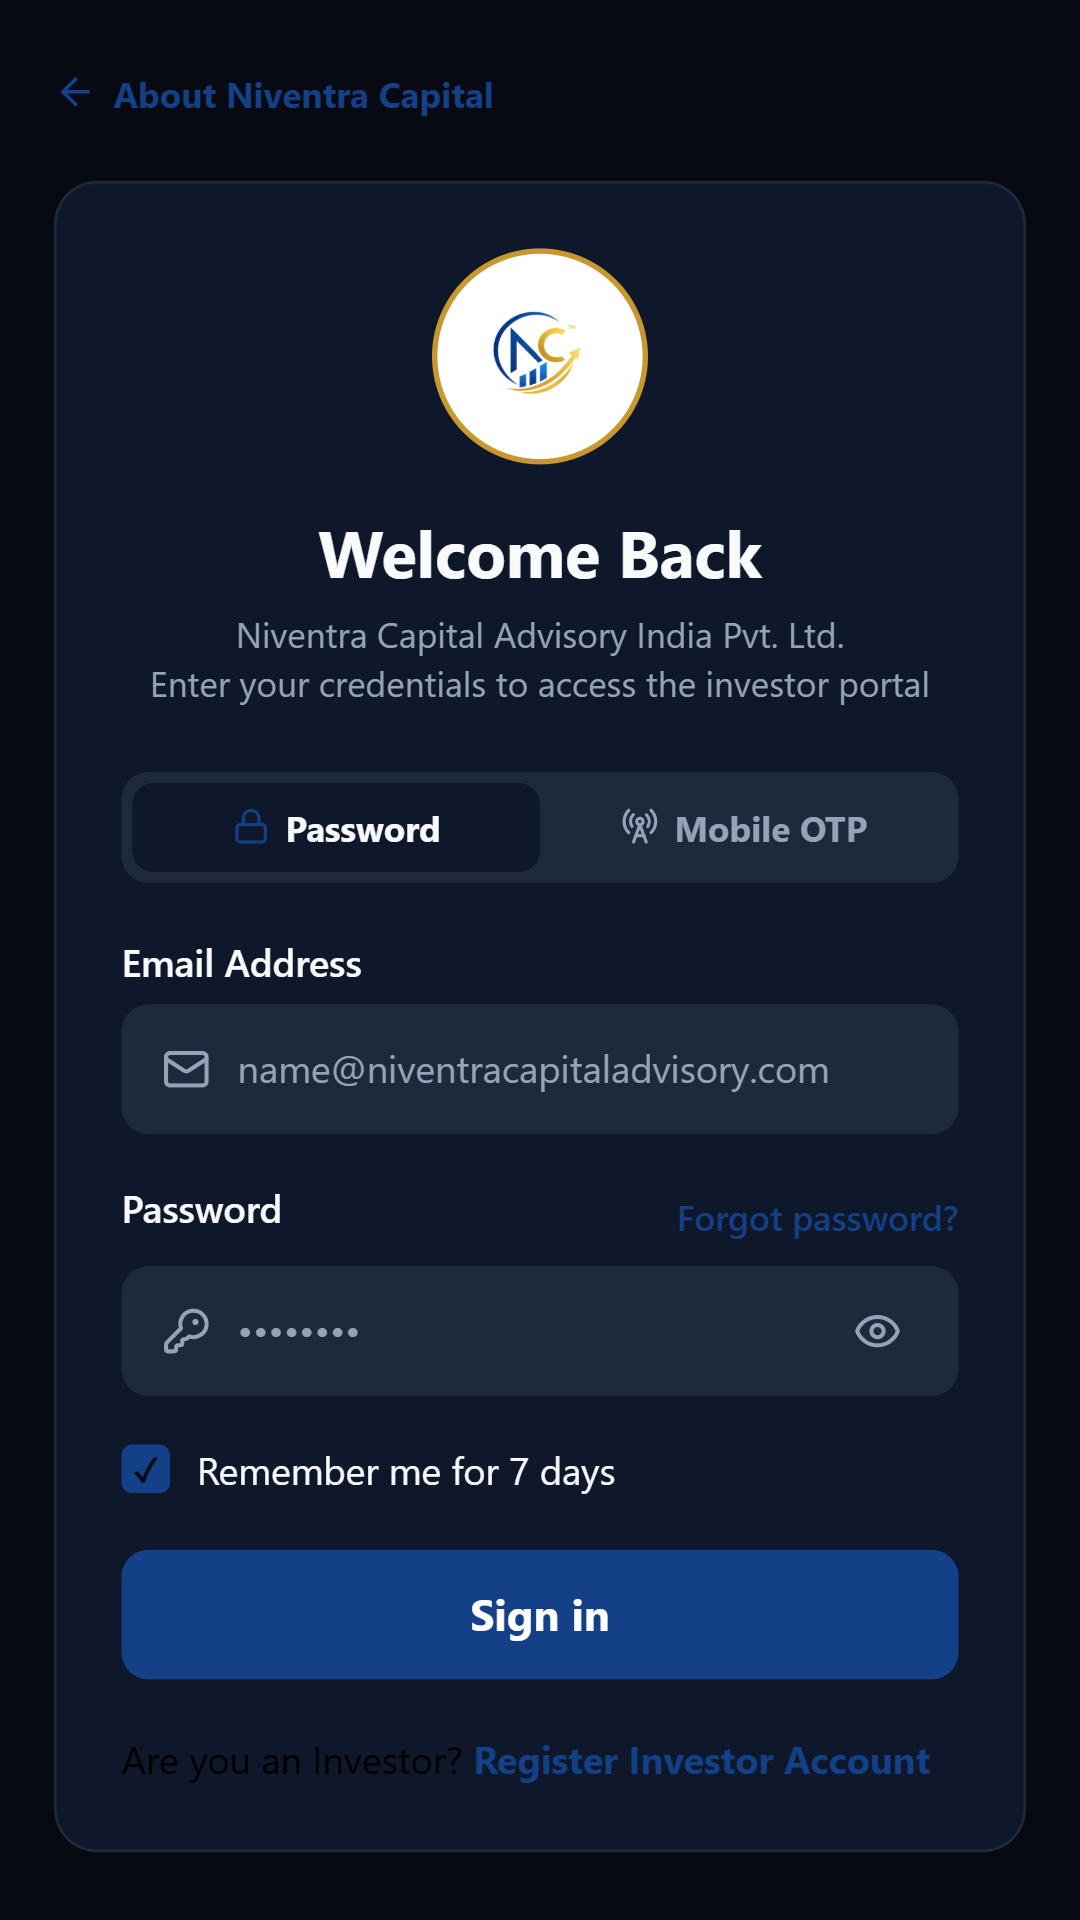 About Niventra Capital
NC™
Welcome Back
Niventra Capital Advisory India Pvt. Ltd.
Enter your credentials to access the investor portal
Password
Mobile OTP
Email Address
name@niventracapitaladvisory.com
Password
Forgot password?
••••••••
Remember me for 7 days
Sign in
Are you an Investor? Register Investor Account